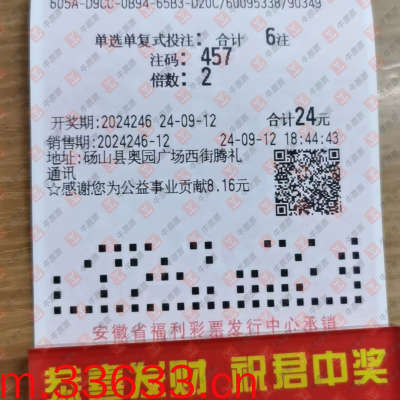 605A-D9CC-0B94-65B3-D20C/60095338/90349
单选单复式投注: 合计 6注
注码: 457
倍数: 2
开奖期:2024246 24-09-12 合计24元
销售期:2024246-12 24-09-12 18:44:43
地址:砀山县奥园广场西街腾礼
通讯
☆感谢您为公益事业贡献8.16元
安徽省福利彩票发行中心承销
恭喜发财 祝君中奖
m.33633.cn